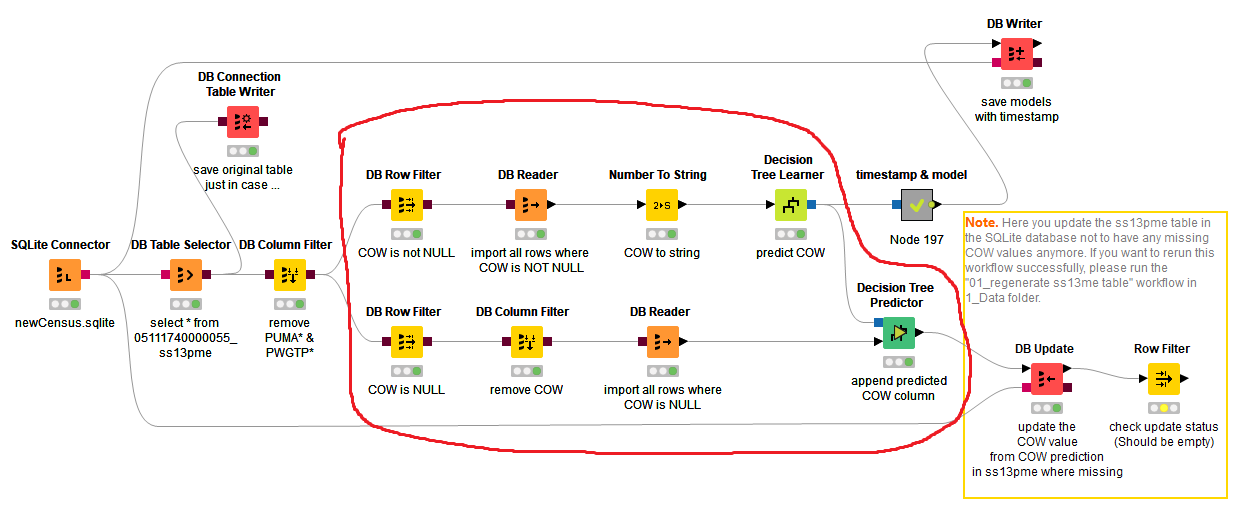 DB Writer
save models
with timestamp
DB Connection
Table Writer
save original table
just in case ...
DB Row Filter
COW is not NULL
DB Reader
import all rows where
COW is NOT NULL
Number To String
2▸S
COW to string
Decision
Tree Learner
predict COW
timestamp & model
Node 197
Note. Here you update the ss13pme table in
the SQLite database not to have any missing
COW values anymore. If you want to rerun this
workflow successfully, please run the
"01_regenerate ss13me table" workflow in
1_Data folder.
SQLite Connector
newCensus.sqlite
DB Table Selector
select * from
05111740000055_
ss13pme
DB Column Filter
remove
PUMA* &
PWGTP*
DB Row Filter
COW is NULL
DB Column Filter
remove COW
DB Reader
import all rows where
COW is NULL
Decision Tree
Predictor
append predicted
COW column
DB Update
update the
COW value
from COW prediction
in ss13pme where missing
Row Filter
check update status
(Should be empty)